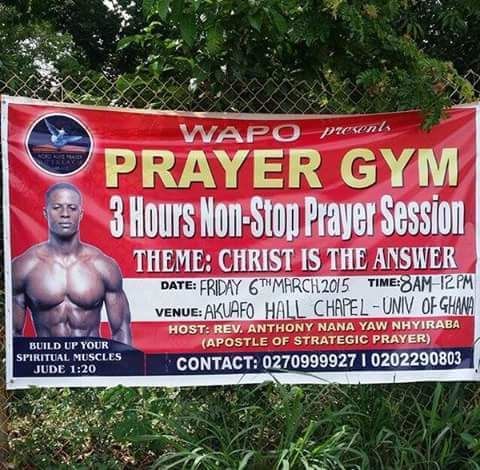 WAPO presents
PRAYER GYM
3 Hours Non-Stop Prayer Session
THEME: CHRIST IS THE ANSWER
DATE: FRIDAY 6TH MARCH 2015 TIME: 8AM-12PM
VENUE: AKUAFO HALL CHAPEL - UNIV OF GHANA
HOST: REV. ANTHONY NANA YAW NHYIRABA
(APOSTLE OF STRATEGIC PRAYER)
CONTACT: 0270999927 | 0202290803
BUILD UP YOUR
SPIRITUAL MUSCLES
JUDE 1:20